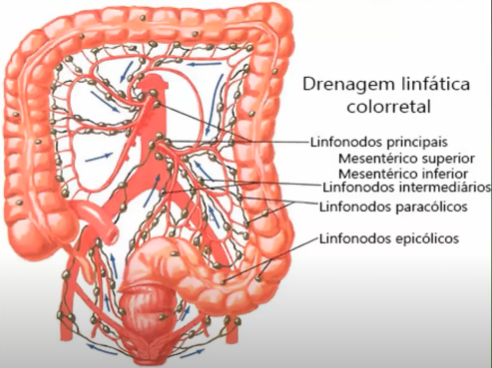 Drenagem linfática
colorretal
Linfonodos principais
Mesentérico superior
Mesentérico inferior
Linfonodos intermediários
Linfonodos paracólicos
Linfonodos epicólicos